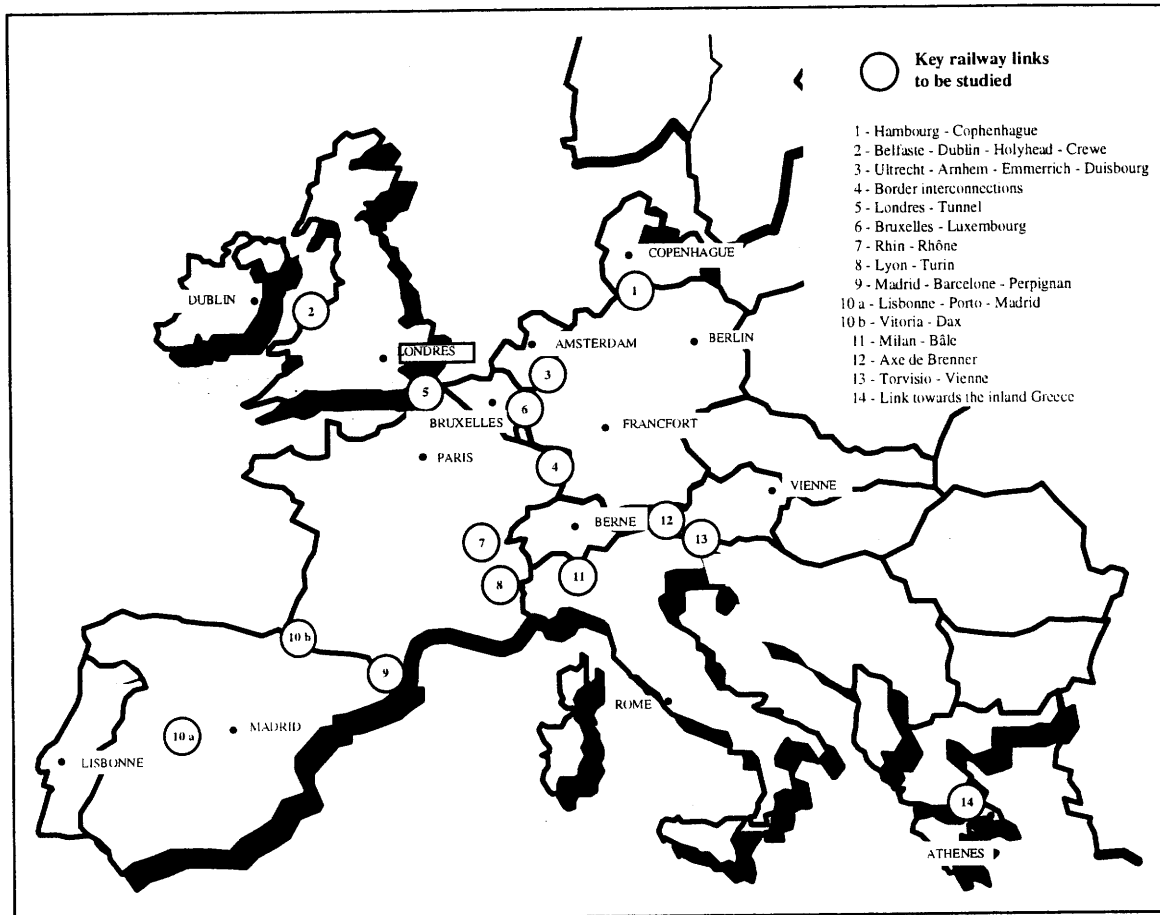 Key railway links
to be studied
1 - Hambourg - Cophenhague
2 - Belfaste - Dublin - Holyhead - Crewe
3 - Ultrecht - Arnhem - Emmerrich - Duisbourg
4 - Border interconnections
5 - Londres - Tunnel
6 - Bruxelles - Luxembourg
7 - Rhin - Rhône
8 - Lyon - Turin
9 - Madrid - Barcelone - Perpignan
10 a - Lisbonne - Porto - Madrid
10 b - Vitoria - Dax
11 - Milan - Bâle
12 - Axe de Brenner
13 - Torvisio - Vienne
14 - Link towards the inland Greece
COPENHAGUE
1
DUBLIN
2
LONDRES
AMSTERDAM
BERLIN
3
5
6
BRUXELLES
FRANCFORT
PARIS
4
VIENNE
BERNE
12
7
13
8
11
10 b
9
ROME
10 a
MADRID
LISBONNE
14
ATHENES